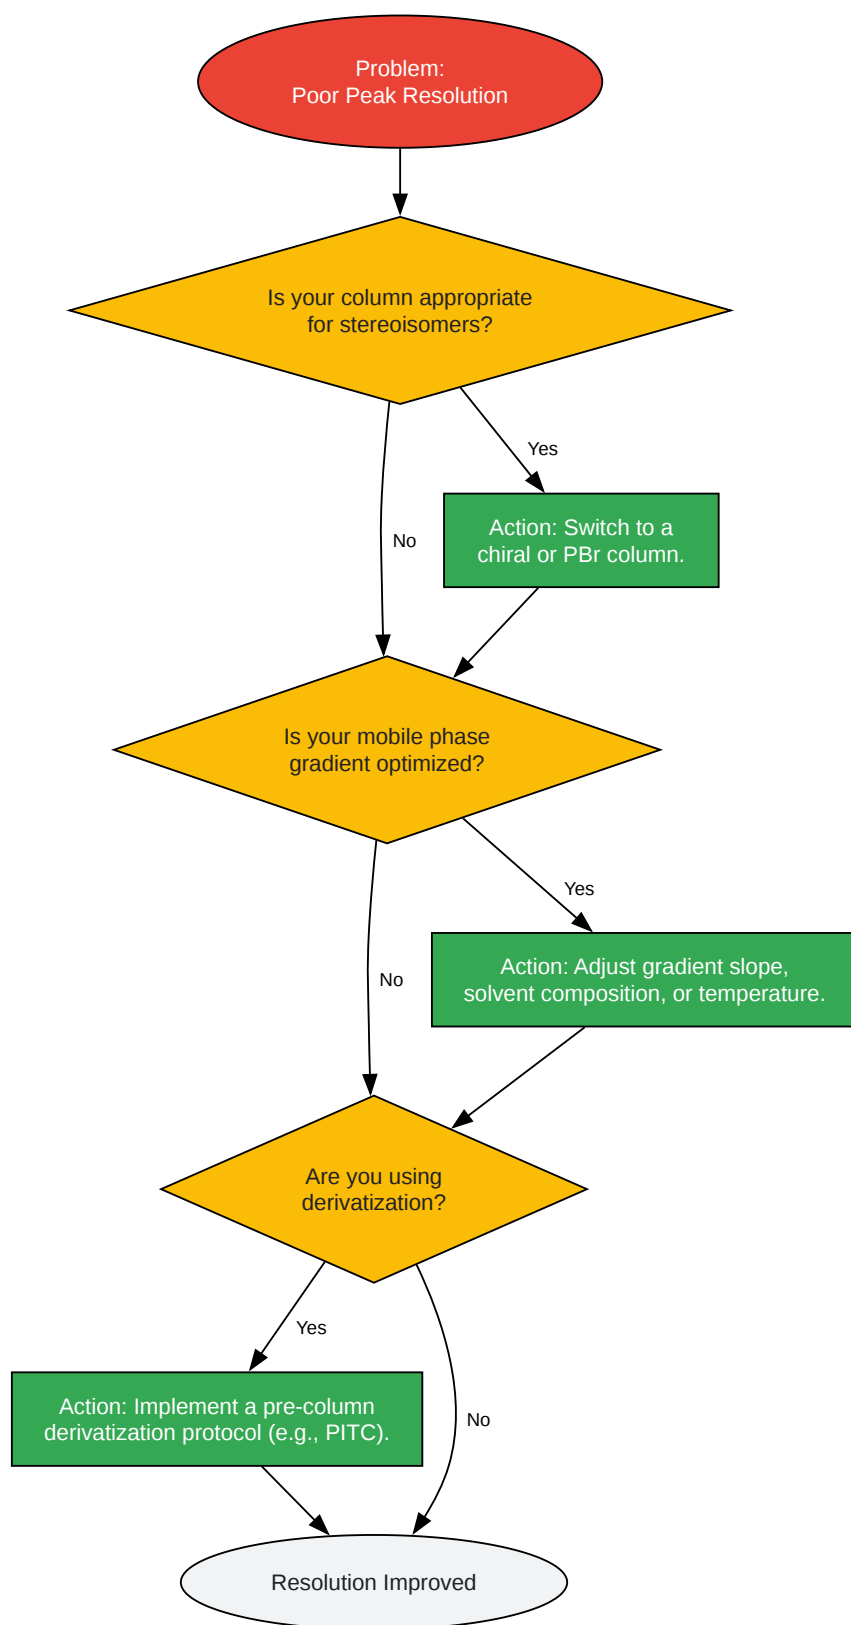 Problem:
Poor Peak Resolution
Is your column appropriate
for stereoisomers?
Yes
Action: Switch to a
chiral or PBr column.
No
Is your mobile phase
gradient optimized?
Yes
Action: Adjust gradient slope,
solvent composition, or temperature.
No
Are you using
derivatization?
Yes
Action: Implement a pre-column
derivatization protocol (e.g., PITC).
No
Resolution Improved